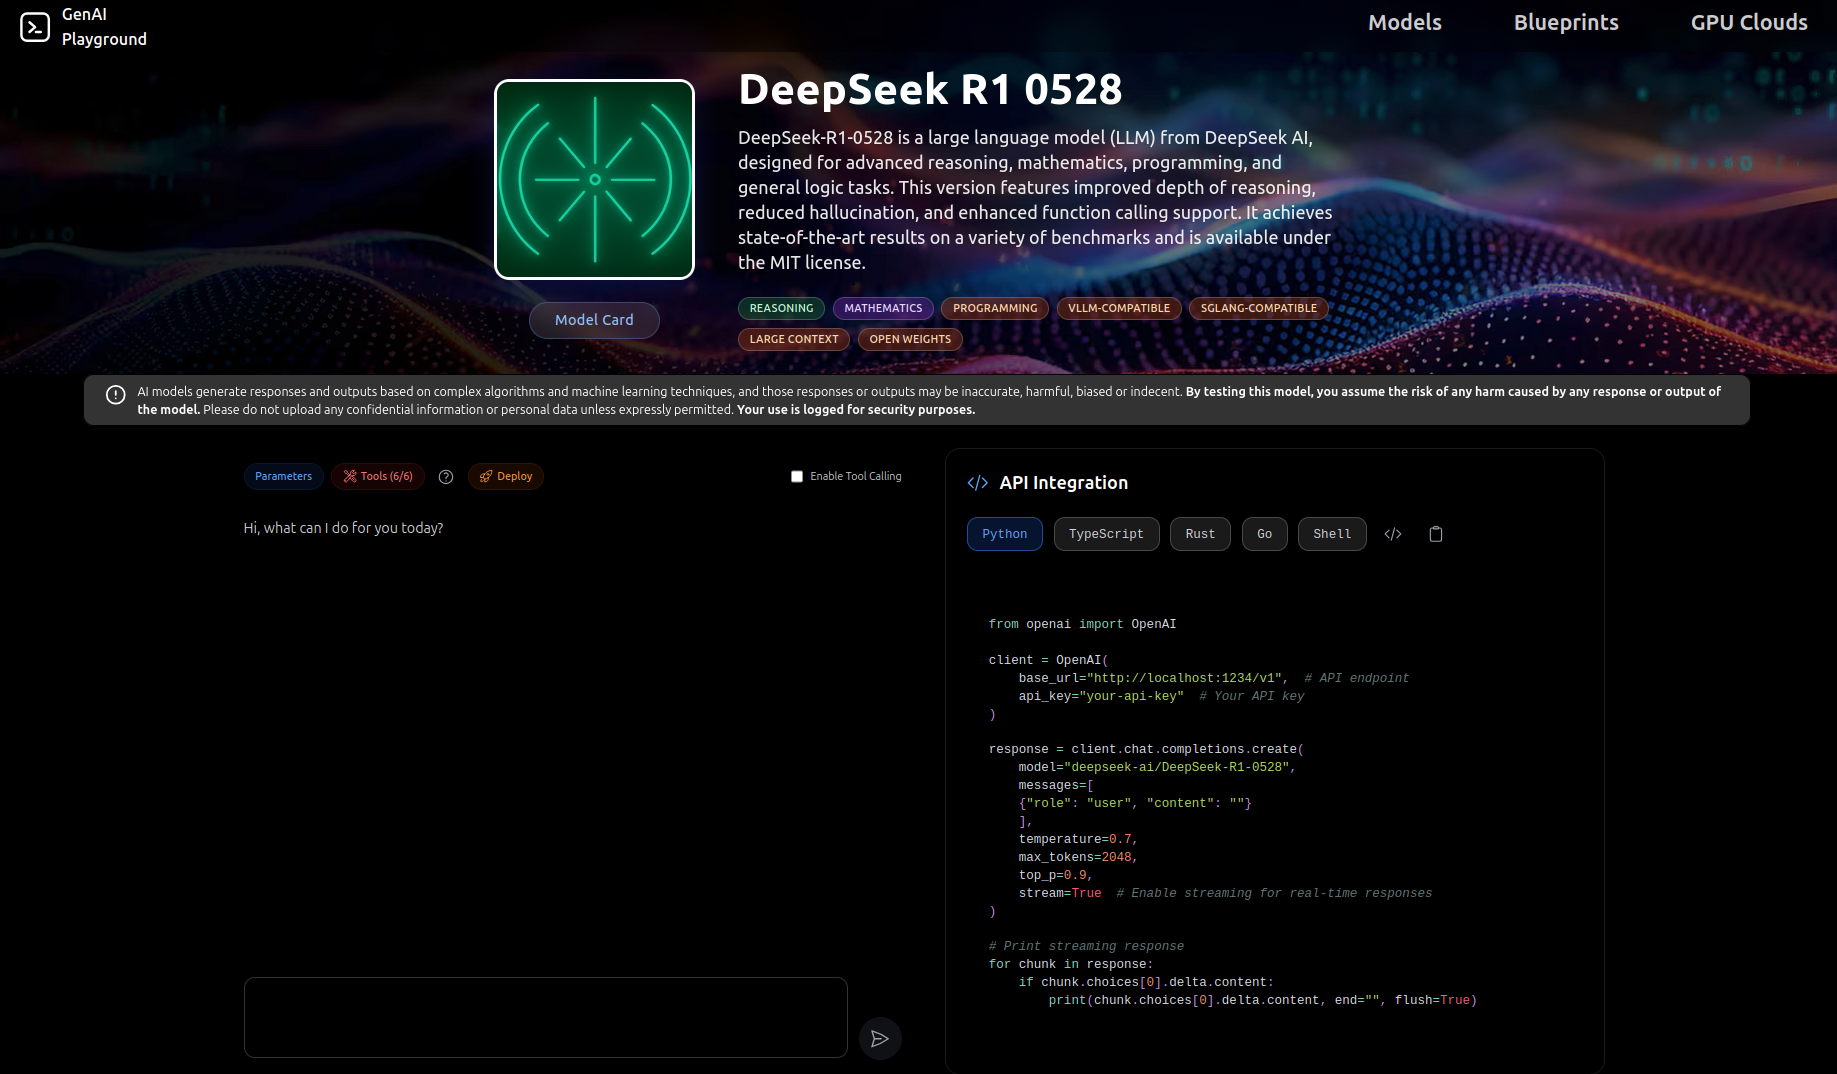 GenAI
Playground
Models
Blueprints
GPU Clouds
DeepSeek R1 0528
DeepSeek-R1-0528 is a large language model (LLM) from DeepSeek AI,
designed for advanced reasoning, mathematics, programming, and
general logic tasks. This version features improved depth of reasoning,
reduced hallucination, and enhanced function calling support. It achieves
state-of-the-art results on a variety of benchmarks and is available under
the MIT license.
Model Card
REASONING
MATHEMATICS
PROGRAMMING
VLLM-COMPATIBLE
SGLANG-COMPATIBLE
LARGE CONTEXT
OPEN WEIGHTS
AI models generate responses and outputs based on complex algorithms and machine learning techniques, and those responses or outputs may be inaccurate, harmful, biased or indecent. By testing this model, you assume the risk of any harm caused by any response or output of
the model. Please do not upload any confidential information or personal data unless expressly permitted. Your use is logged for security purposes.
Parameters
Tools (6/6)
Deploy
Enable Tool Calling
Hi, what can I do for you today?
</> API Integration
Python
TypeScript
Rust
Go
Shell
</>
from openai import OpenAI
client = OpenAI(
    base_url="http://localhost:1234/v1",  # API endpoint
    api_key="your-api-key"  # Your API key
)
response = client.chat.completions.create(
    model="deepseek-ai/DeepSeek-R1-0528",
    messages=[
    {"role": "user", "content": ""}
    ],
    temperature=0.7,
    max_tokens=2048,
    top_p=0.9,
    stream=True  # Enable streaming for real-time responses
)
# Print streaming response
for chunk in response:
    if chunk.choices[0].delta.content:
        print(chunk.choices[0].delta.content, end="", flush=True)